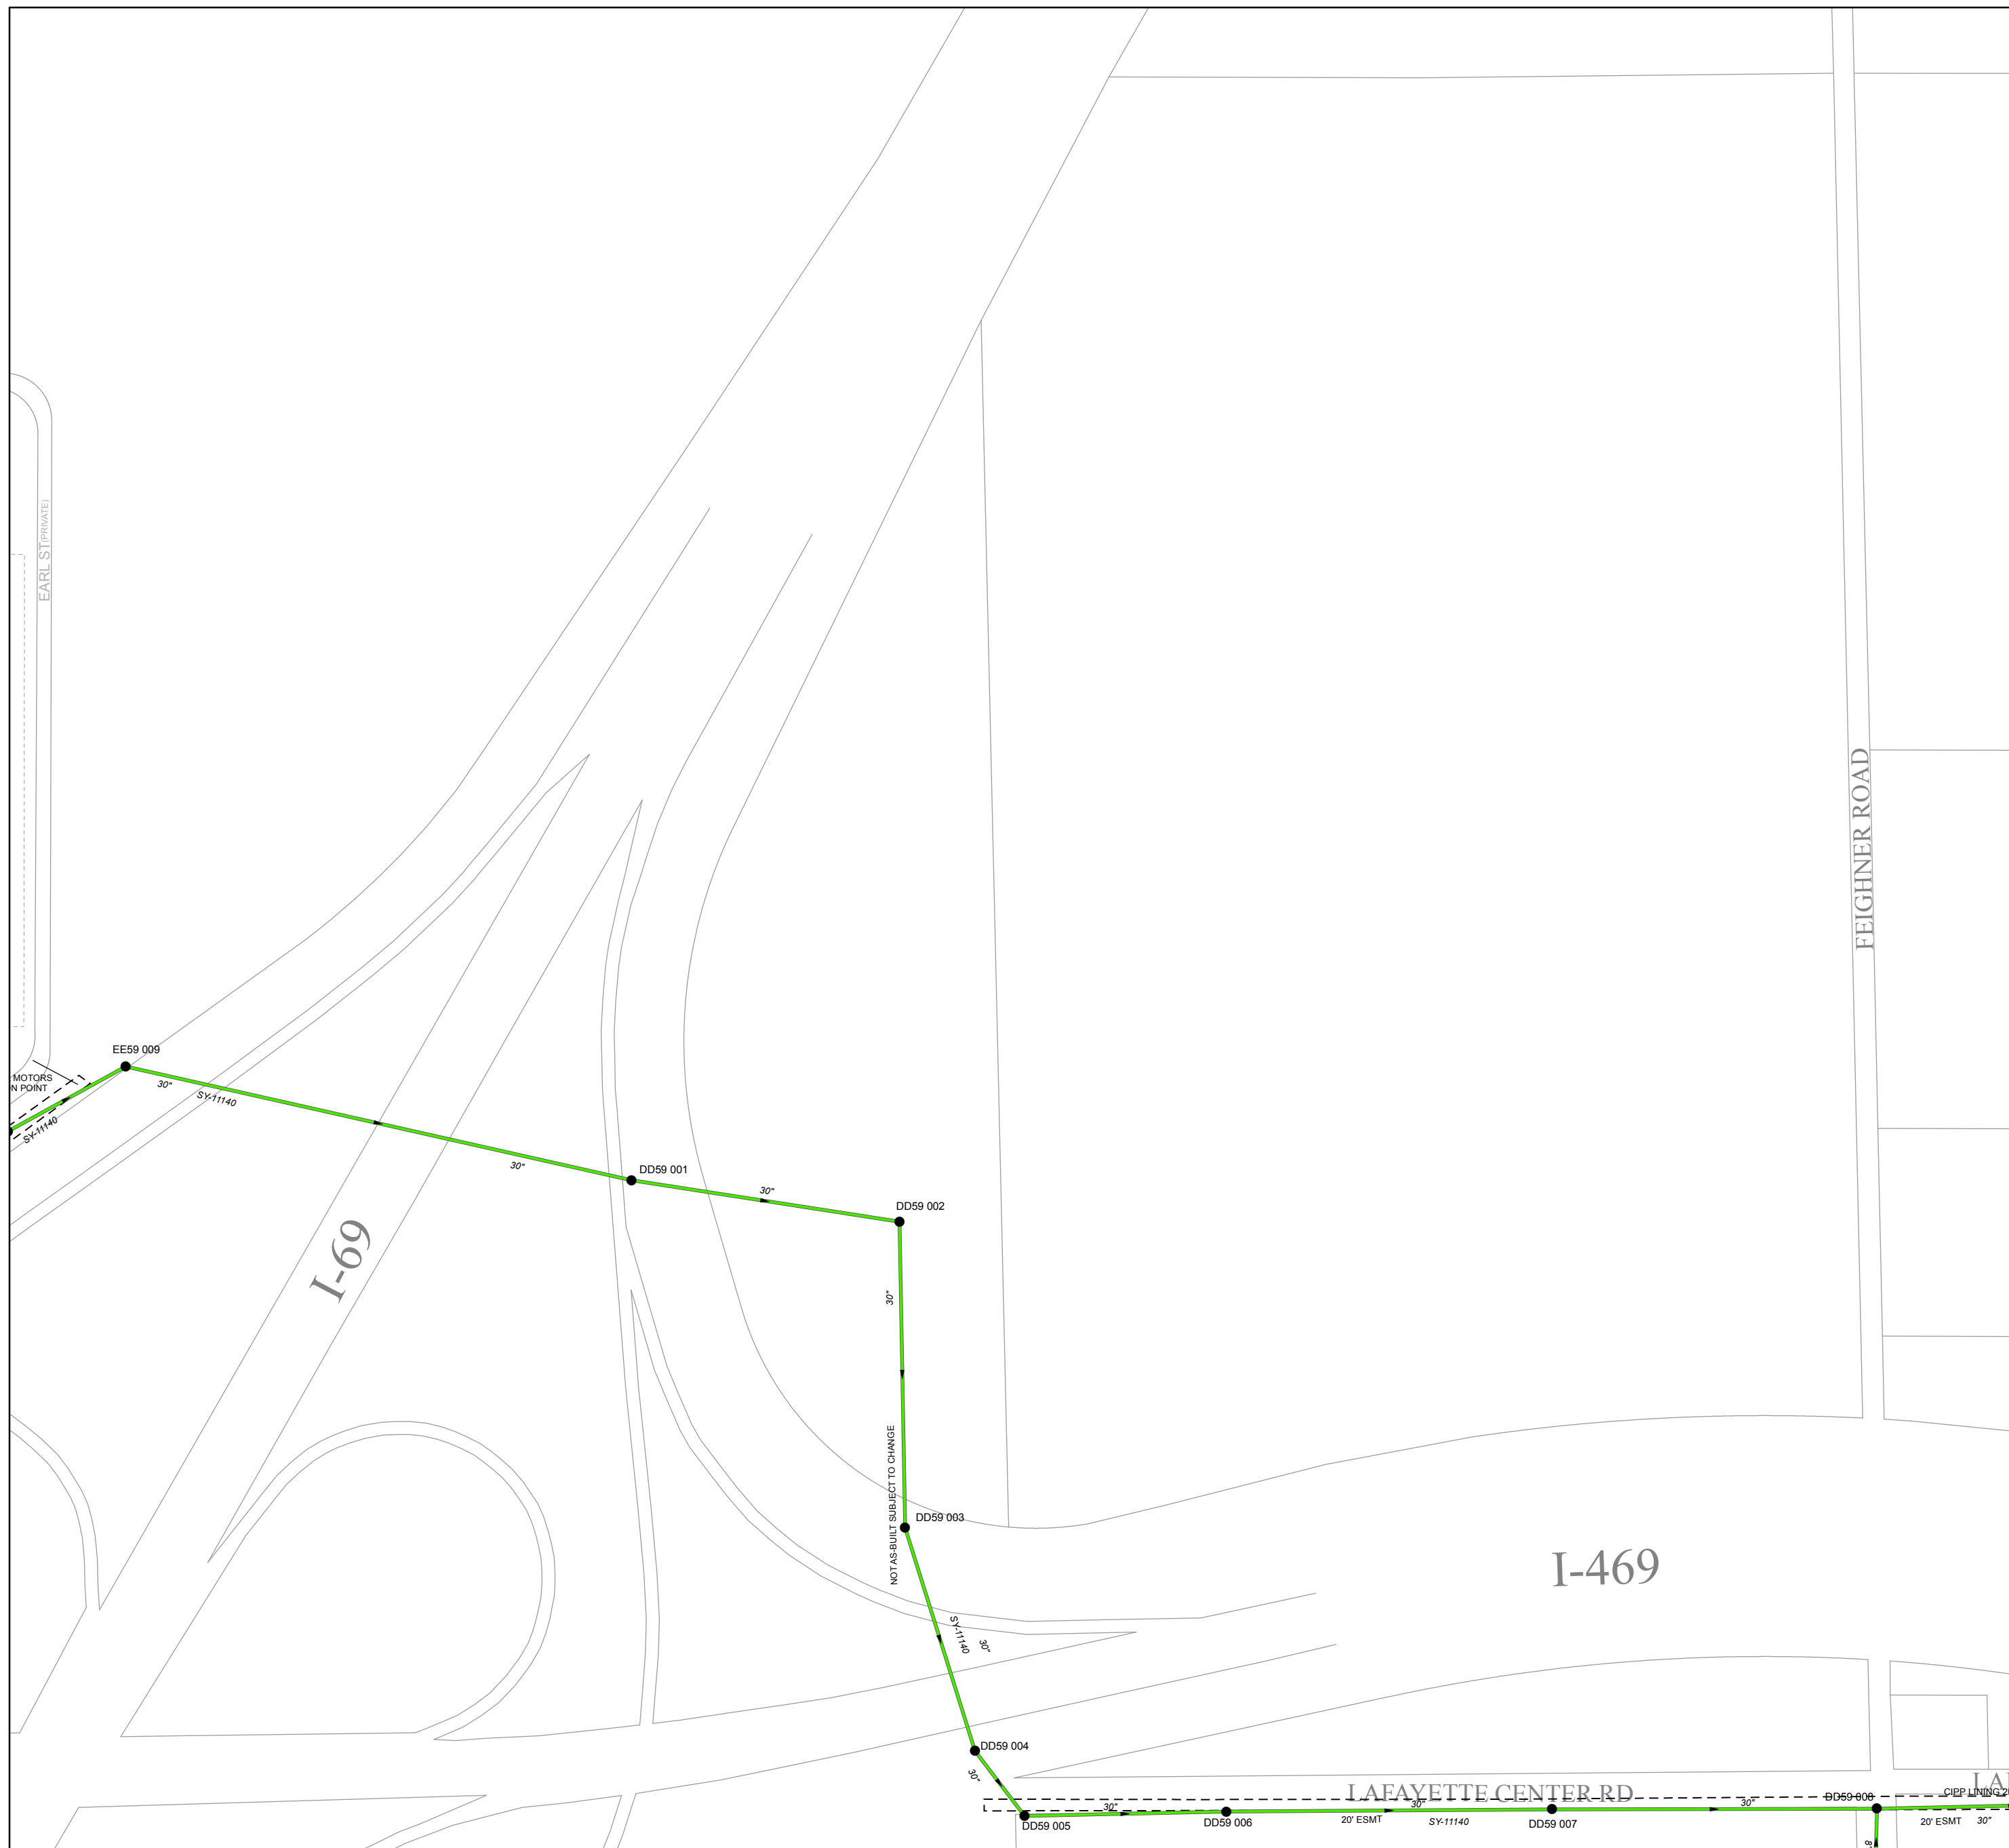 EARL ST (PRIVATE)
FEIGHNER ROAD
EE59 009
MOTORS
N POINT
30"
SY-11140
SY-11140
30"
DD59 001
30"
DD59 002
I-69
30"
NOT AS-BUILT SUBJECT TO CHANGE
DD59 003
I-469
SY-11140
30"
DD59 004
30"
LAFAYETTE CENTER RD
CIPP LINING
DD59 008
30"
30"
30"
DD59 005
DD59 006
20' ESMT
SY-11140
DD59 007
20' ESMT
30"
8"